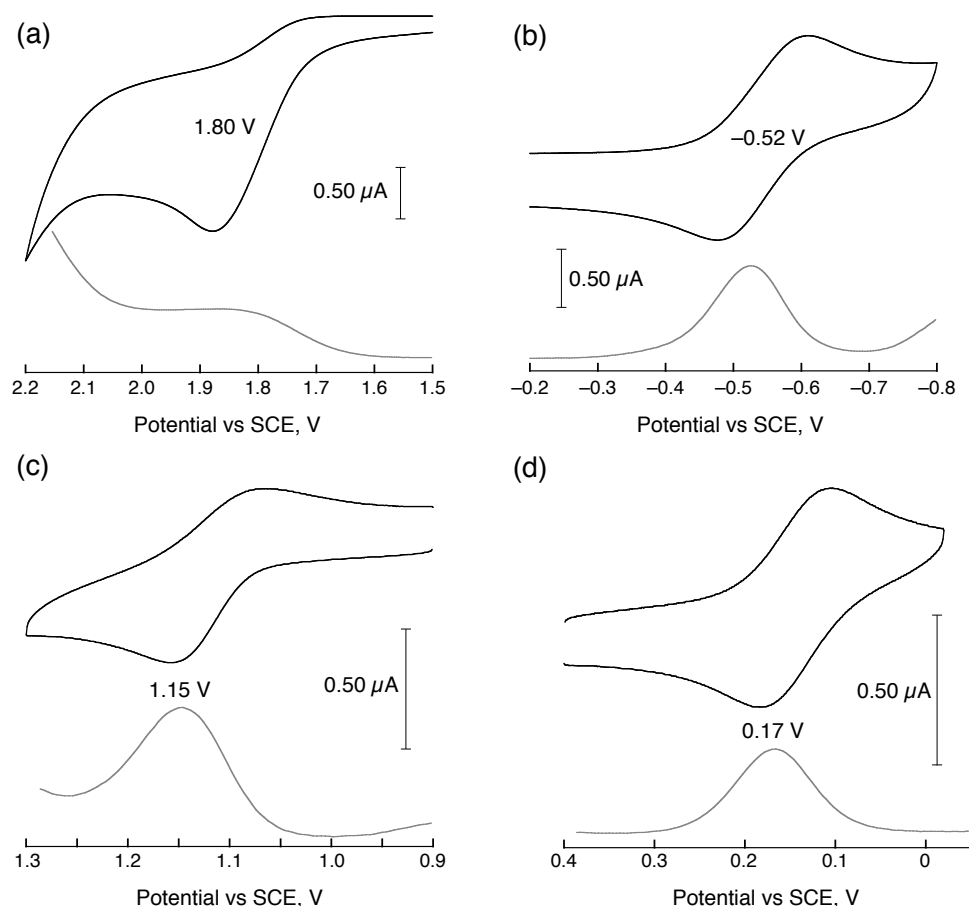 (a)
1.80 V
0.50 μA
2.2 2.1 2.0 1.9 1.8 1.7 1.6 1.5
Potential vs SCE, V
(b)
–0.52 V
0.50 μA
–0.2 –0.3 –0.4 –0.5 –0.6 –0.7 –0.8
Potential vs SCE, V
(c)
1.15 V
0.50 μA
1.3 1.2 1.1 1.0 0.9
Potential vs SCE, V
(d)
0.50 μA
0.17 V
0.4 0.3 0.2 0.1 0
Potential vs SCE, V